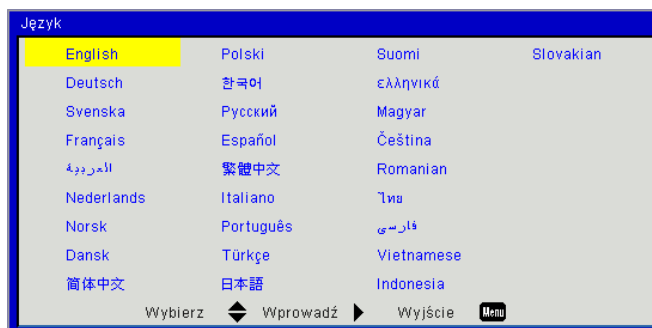 Język
English Polski Suomi Slovakian
Deutsch 한국어 ελληνικά
Svenska Русский Magyar
Français Español Čeština
العربية 繁體中文 Romanian
Nederlands Italiano ไทย
Norsk Português فارسی
Dansk Türkçe Vietnamese
简体中文 日本語 Indonesia
Wybierz Wprowadź Wyjście Menu